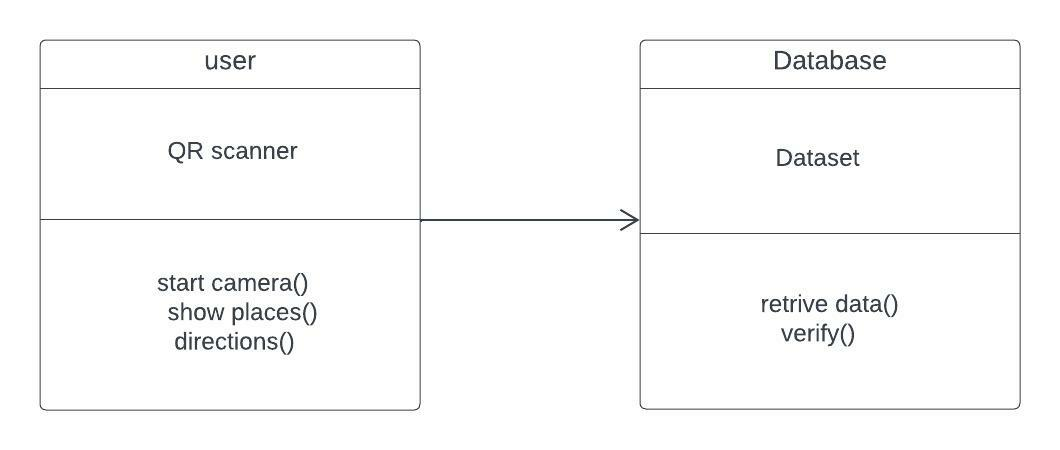 user
QR scanner
start camera()
show places()
directions()
Database
Dataset
retrive data()
verify()